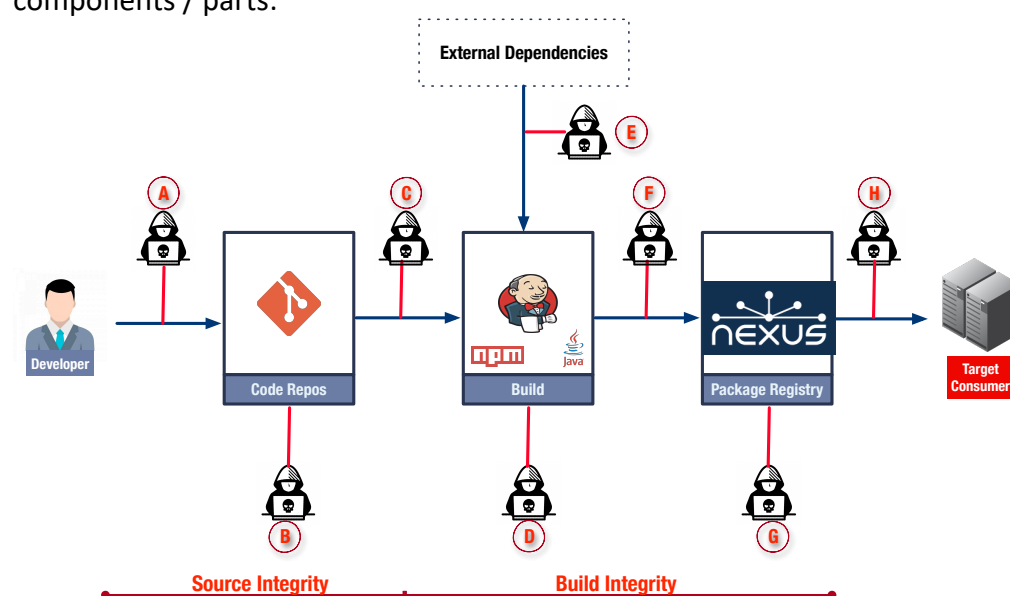 components / parts.
External Dependencies
E
A
C
F
H
npm
Java
nexus
Developer
Code Repos
Build
Package Registry
Target
Consumer
B
D
G
Source Integrity
Build Integrity